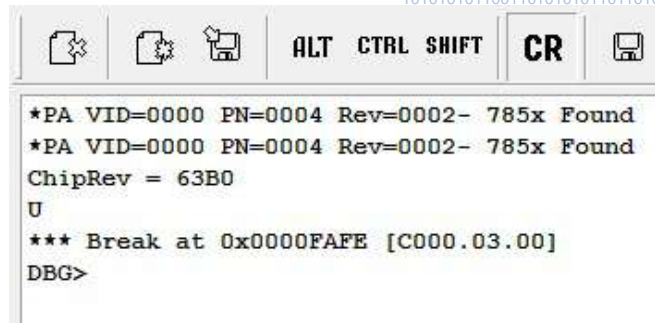 ALT CTRL SHIFT CR
*PA VID=0000 PN=0004 Rev=0002- 785x Found
*PA VID=0000 PN=0004 Rev=0002- 785x Found
ChipRev = 63B0
U
*** Break at 0x0000FAFE [C000.03.00]
DBG>